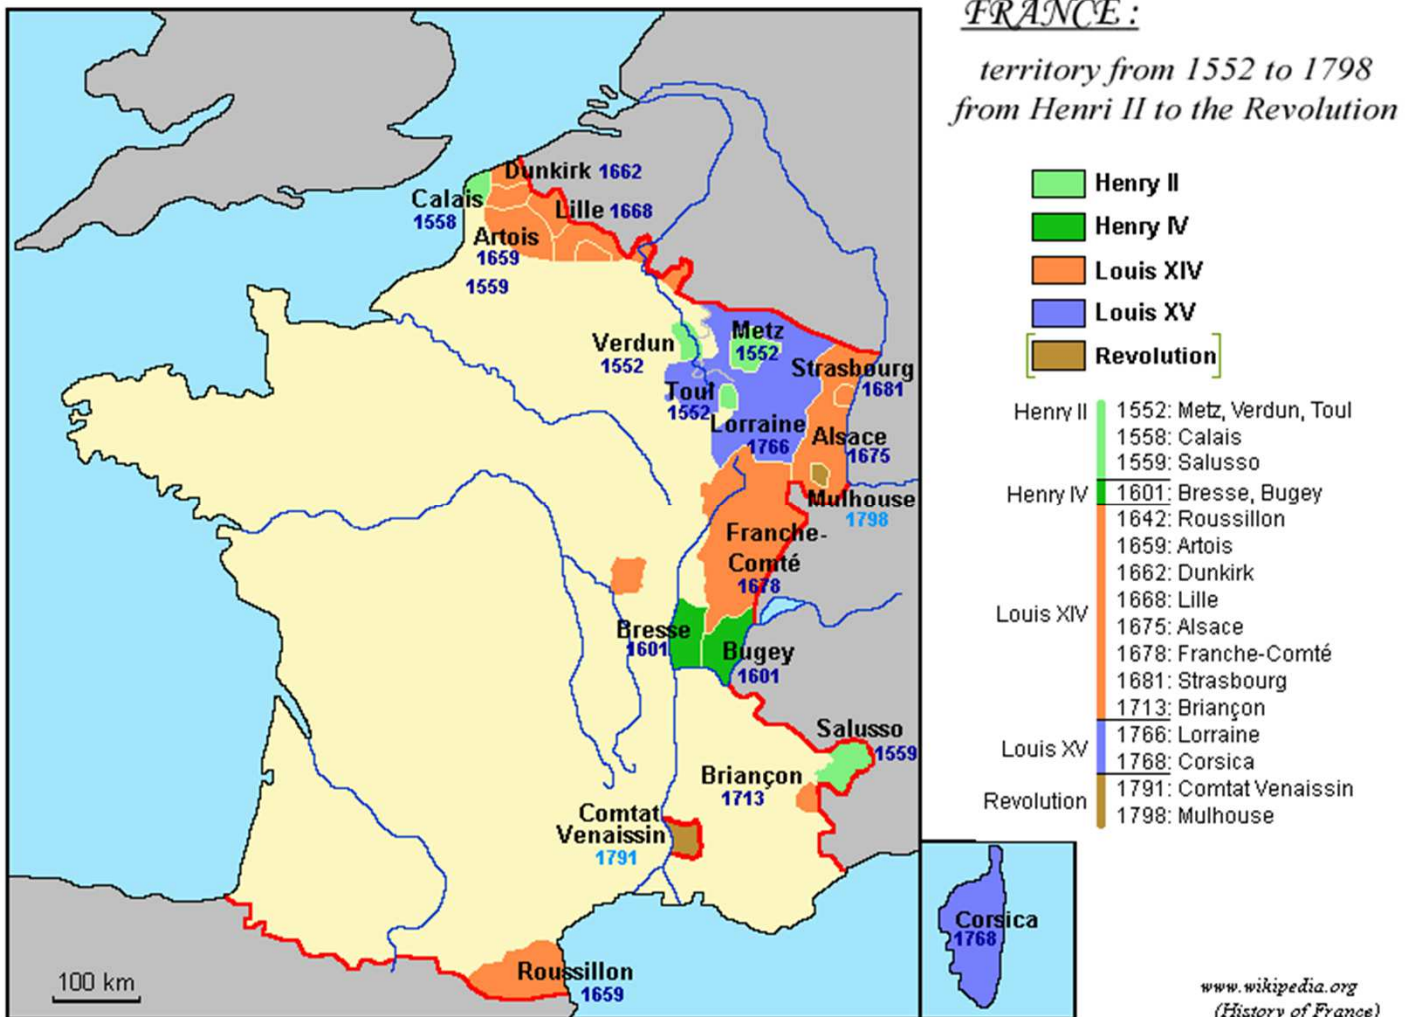 FRANCE :
territory from 1552 to 1798
from Henri II to the Revolution
Henry II
Henry IV
Louis XIV
Louis XV
Revolution
Henry II
1552: Metz, Verdun, Toul
1558: Calais
1559: Salusso
Henry IV
1601: Bresse, Bugey
1642: Roussillon
1659: Artois
1662: Dunkirk
1668: Lille
Louis XIV
1675: Alsace
1678: Franche-Comté
1681: Strasbourg
1713: Briançon
Louis XV
1766: Lorraine
1768: Corsica
Revolution
1791: Comtat Venaissin
1798: Mulhouse
Dunkirk 1662
Calais
1558
Lille 1668
Artois
1659
1559
Verdun
1552
Metz
1552
Strasbourg
1681
Toul
1552
Lorraine
1766
Alsace
1675
Mulhouse
1798
Franche-
Comté
1678
Bresse
1601
Bugey
1601
Salusso
1559
Briançon
1713
Comtat
Venaissin
1791
Corsica
1768
Roussillon
1659
100 km
www.wikipedia.org
(History of France)